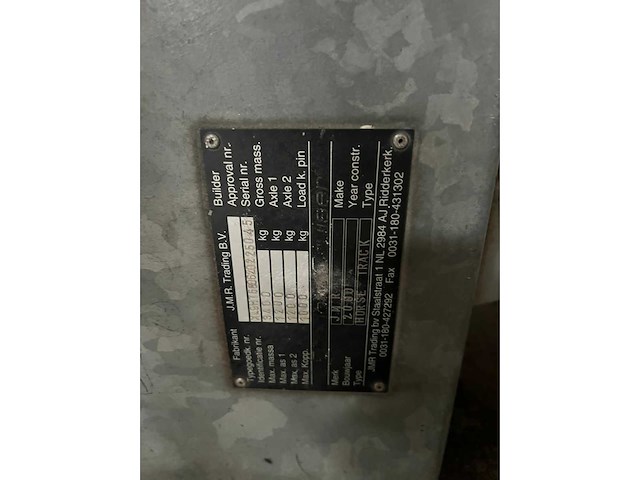 Fabrikant J.M.R. Trading B.V. Builder
Typegoedk. nr. Approval nr.
Identificatie nr. Serial nr.
Max. massa kg Gross mass.
Max. as 1 kg Axle 1
Max. as 2 kg Axle 2
Max. Kopp. kg Load k. pin
Merk J.M.R. Make
Bouwjaar 2000 Year constr.
Type HORSE TRACK Type
JMR Trading bv Staalstraat 1 NL 2984 AJ Ridderkerk.
0031-180-427292 Fax 0031-180-431302